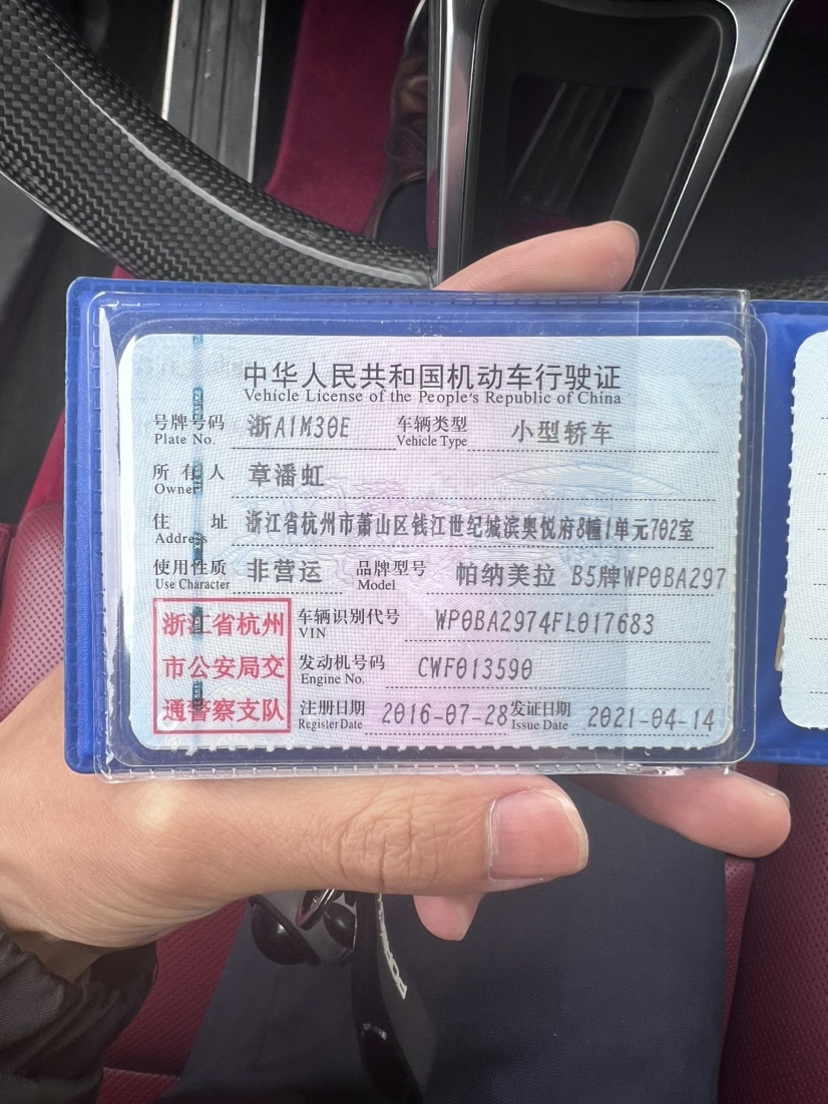 中华人民共和国机动车行驶证
Vehicle License of the People's Republic of China
号牌号码 浙A1M30E 车辆类型 小型轿车
Plate No. Vehicle Type
所有人 章潘虹
Owner
住址 浙江省杭州市萧山区钱江世纪城滨奥悦府8幢1单元702室
Address
使用性质 非营运 品牌型号 帕纳美拉 B5牌WP0BA297
Use Character Model
浙江省杭州 车辆识别代号 WP0BA2974FL017683
VIN
市公安局交 发动机号码 CWF013590
Engine No.
通警察支队 注册日期 2016-07-28 发证日期 2021-04-14
Register Date Issue Date